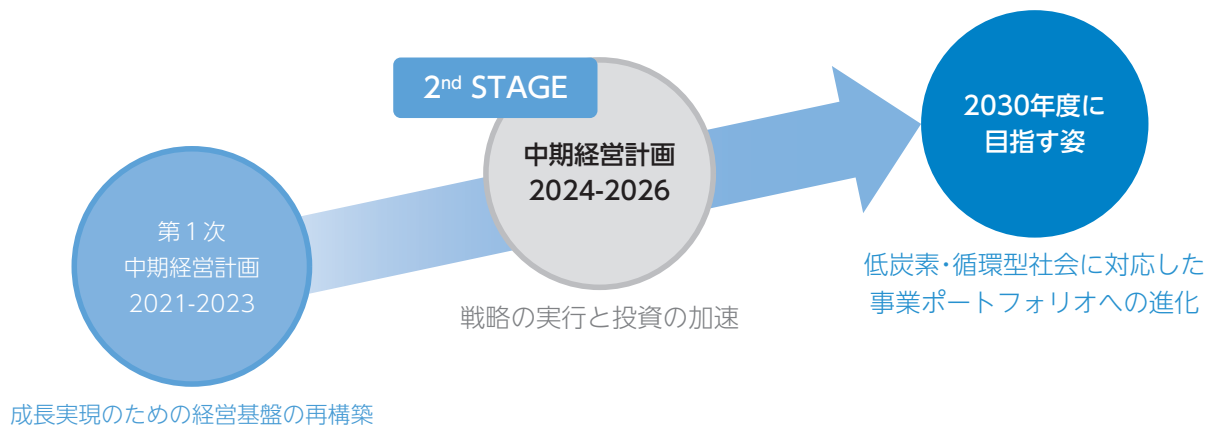 第1次
中期経営計画
2021-2023
成長実現のための経営基盤の再構築
2nd STAGE
中期経営計画
2024-2026
戦略の実行と投資の加速
2030年度に
目指す姿
低炭素・循環型社会に対応した
事業ポートフォリオへの進化